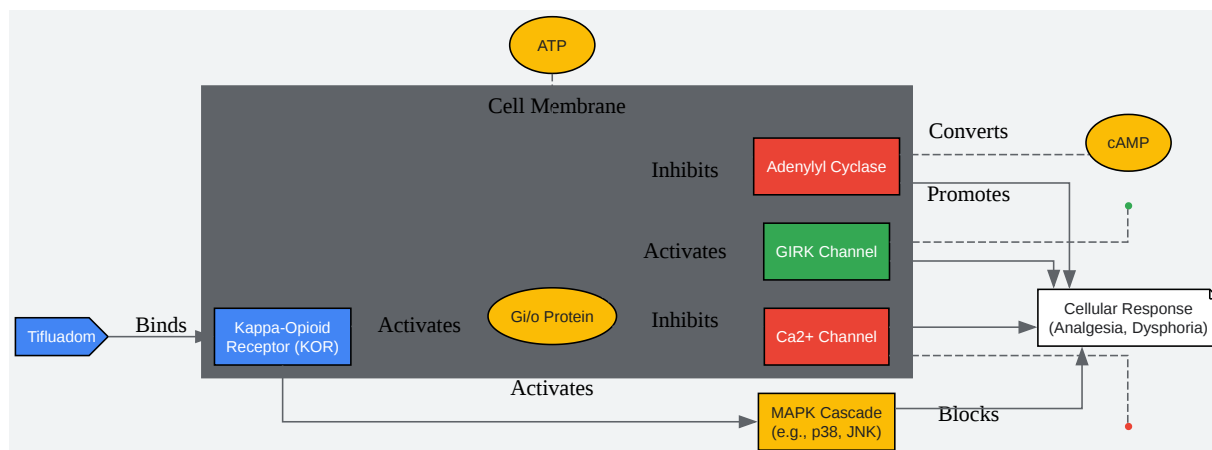 ATP
Cell Membrane
Converts
cAMP
Inhibits
Adenylyl Cyclase
Promotes
Activates
GIRK Channel
Tifluadom
Binds
Kappa-Opioid
Receptor (KOR)
Activates
Gi/o Protein
Inhibits
Ca2+ Channel
Cellular Response
(Analgesia, Dysphoria)
Activates
MAPK Cascade
(e.g., p38, JNK)
Blocks